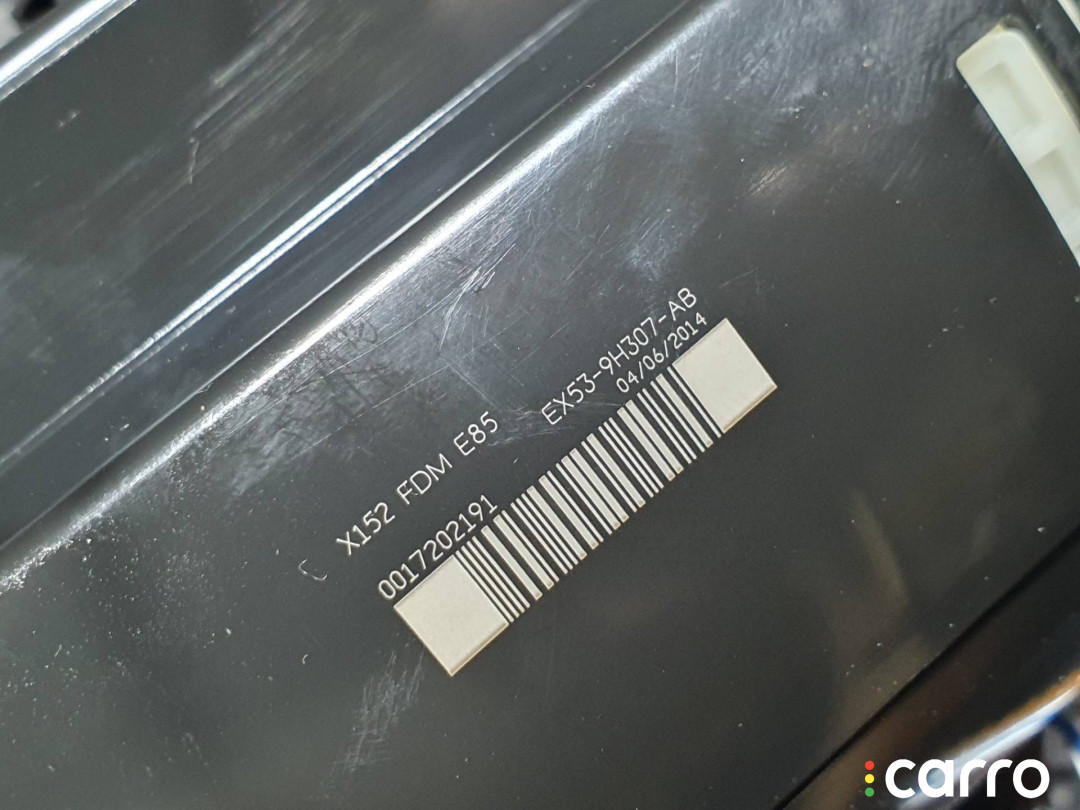 X152 FDM E85 EX53-9H307-AB
0017202191 04/06/2014
carro